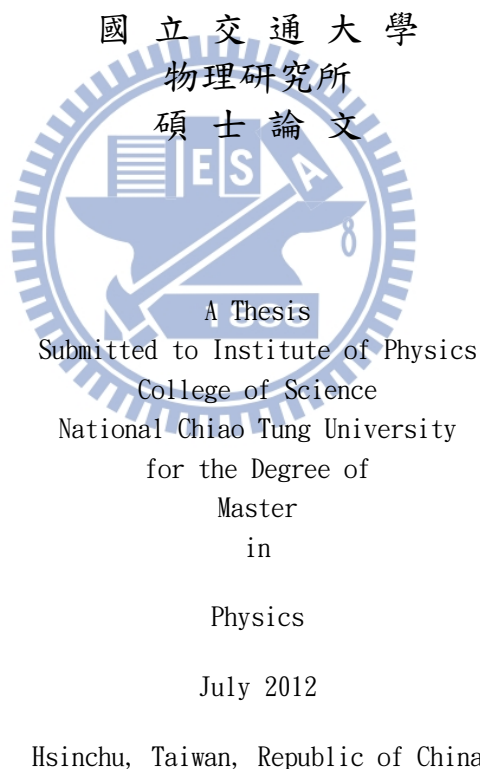 國 立 交 通 大 學
物理研究所
碩 士 論 文
E S
A
1896
A Thesis
Submitted to Institute of Physics
College of Science
National Chiao Tung University
for the Degree of
Master
in
Physics
July 2012
Hsinchu, Taiwan, Republic of China